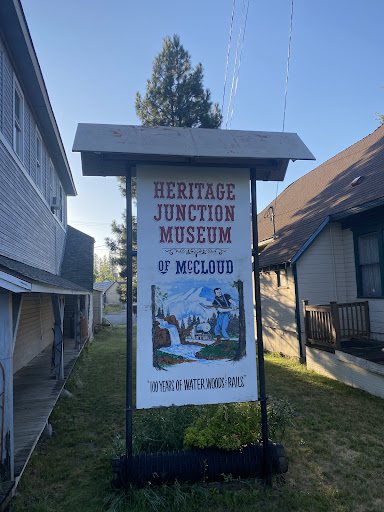 HERITAGE
JUNCTION
MUSEUM
OF McCLOUD
"100 YEARS OF WATER, WOODS & RAILS"